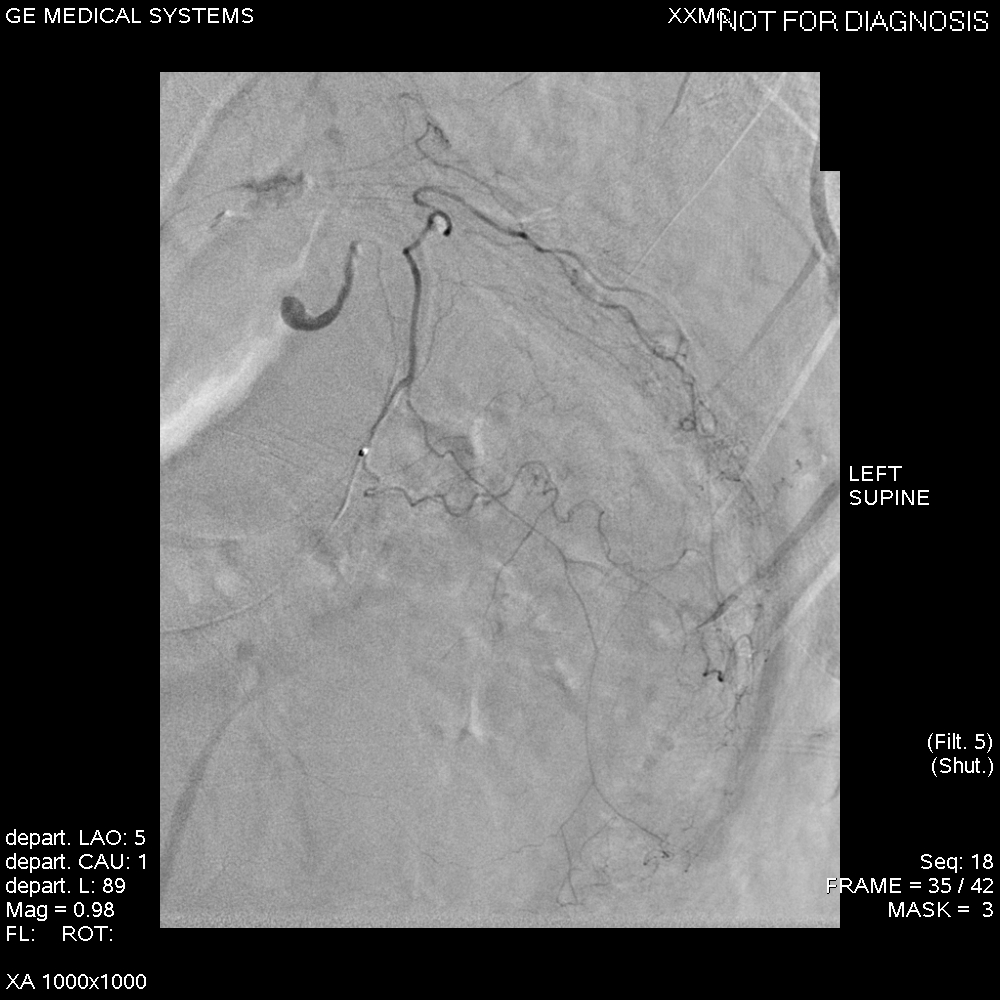 GE MEDICAL SYSTEMS
XXMC
NOT FOR DIAGNOSIS
LEFT
SUPINE
(Filt. 5)
(Shut.)
depart. LAO: 5
depart. CAU: 1
depart. L: 89
Mag = 0.98
FL: ROT:
Seq: 18
FRAME = 35 / 42
MASK = 3
XA 1000x1000